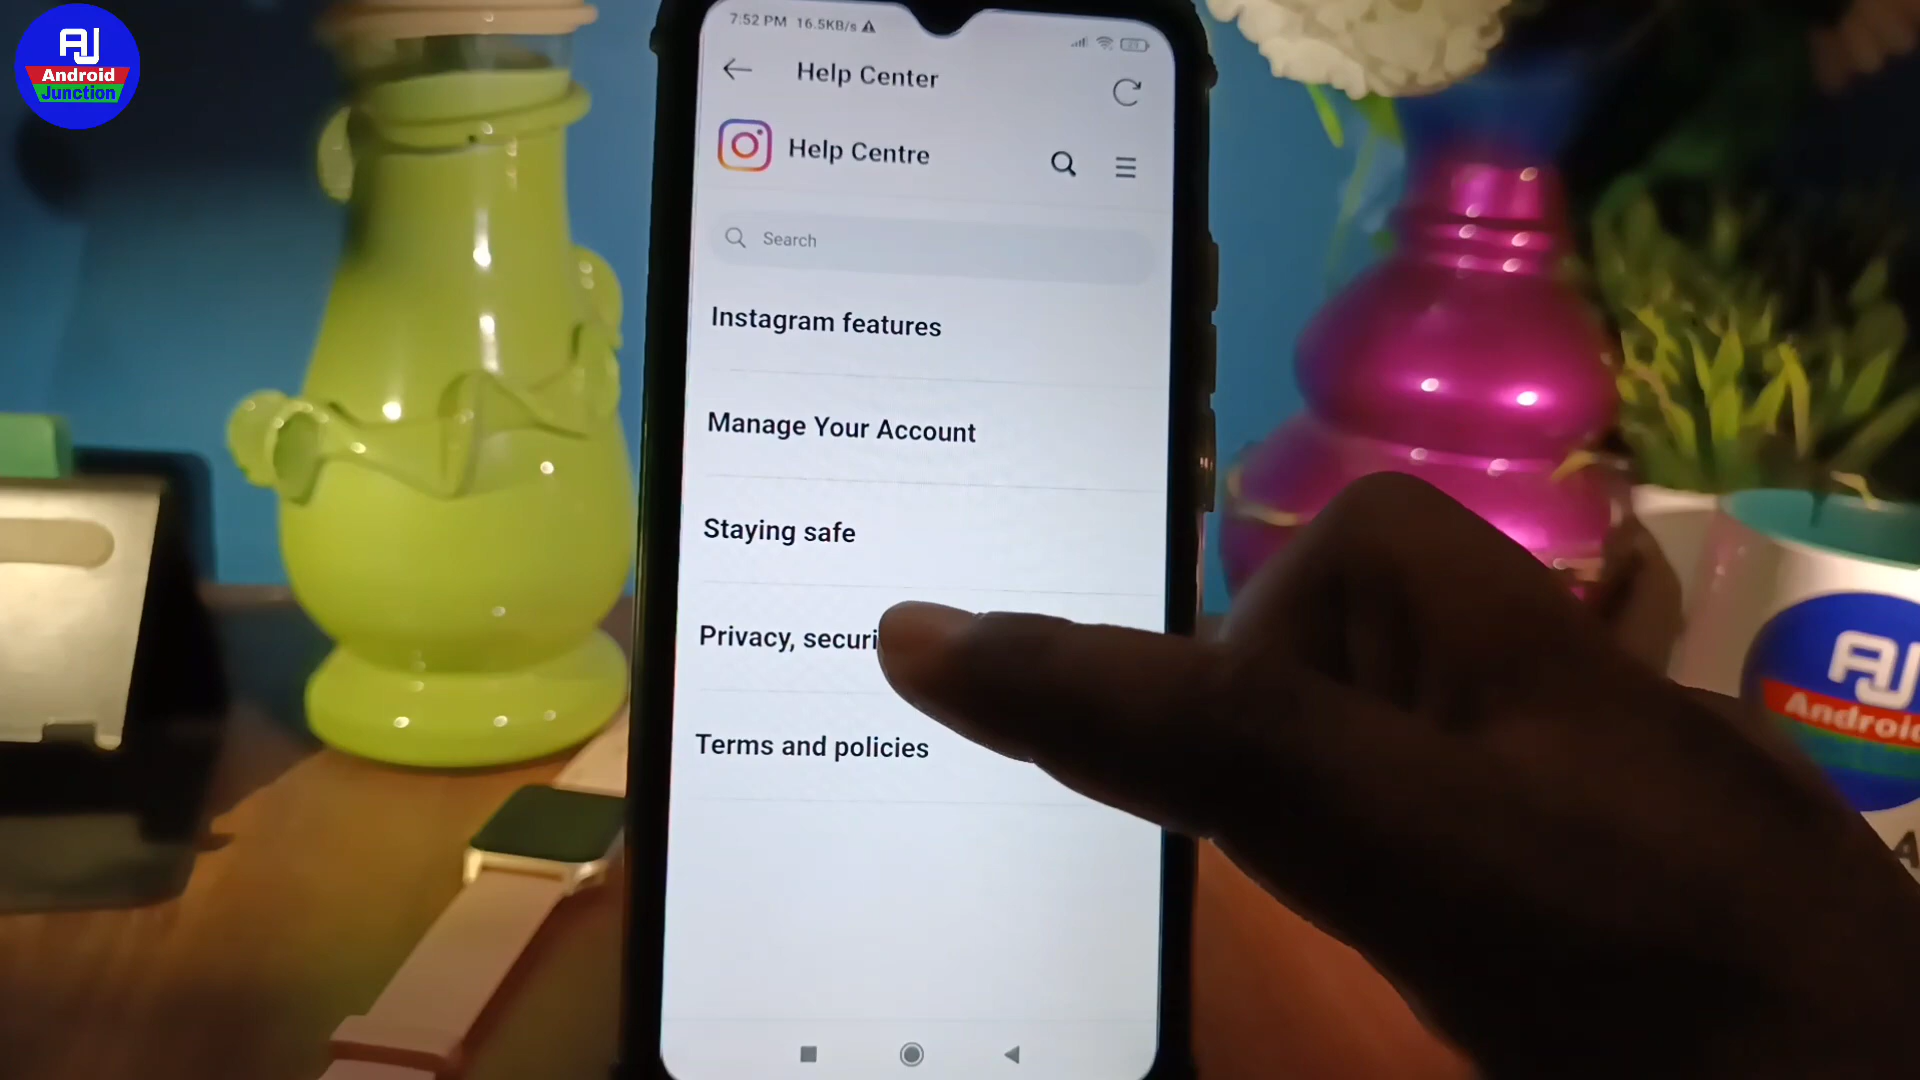 AJ
Android
Junction
7:52 PM 16.5KB/s
Help Center
Help Centre
Search
Instagram features
Manage Your Account
Staying safe
Privacy, securi
Terms and policies
AJ
Android